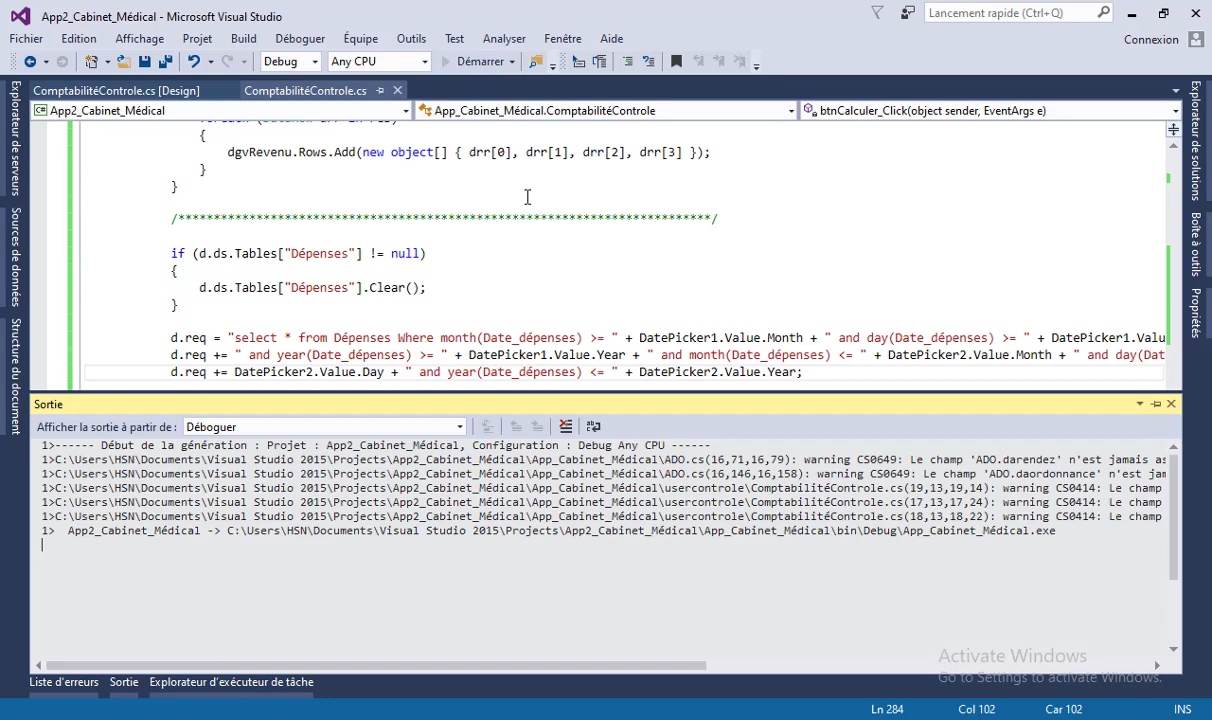 App2_Cabinet_Médical - Microsoft Visual Studio
Lancement rapide (Ctrl+Q)
Fichier Edition Affichage Projet Build Déboguer Équipe Outils Test Analyser Fenêtre Aide
Connexion
Debug Any CPU Démarrer
ComptabilitéControle.cs [Design] ComptabilitéControle.cs
App2_Cabinet_Médical App_Cabinet_Médical.ComptabilitéControle btnCalculer_Click(object sender, EventArgs e)
Explorateur de serveurs
Sources de données
Structure du document
Explorateur de solutions
Boîte à outils
Propriétés
{
dgvRevenu.Rows.Add(new object[] { drr[0], drr[1], drr[2], drr[3] });
}
}
/***************************************************************************/
if (d.ds.Tables["Dépenses"] != null)
{
d.ds.Tables["Dépenses"].Clear();
}
d.req = "select * from Dépenses Where month(Date_dépenses) >= " + DatePicker1.Value.Month + " and day(Date_dépenses) >= " + DatePicker1.Valu
d.req += " and year(Date_dépenses) >= " + DatePicker1.Value.Year + " and month(Date_dépenses) <= " + DatePicker2.Value.Month + " and day(Dat
d.req += DatePicker2.Value.Day + " and year(Date_dépenses) <= " + DatePicker2.Value.Year;
Sortie
Afficher la sortie à partir de : Déboguer
1>------ Début de la génération : Projet : App2_Cabinet_Médical, Configuration : Debug Any CPU ------
1>C:\Users\HSN\Documents\Visual Studio 2015\Projects\App2_Cabinet_Médical\App_Cabinet_Médical\ADO.cs(16,71,16,79): warning CS0649: Le champ 'ADO.darendez' n'est jamais as
1>C:\Users\HSN\Documents\Visual Studio 2015\Projects\App2_Cabinet_Médical\App_Cabinet_Médical\ADO.cs(16,146,16,158): warning CS0649: Le champ 'ADO.daordonnance' n'est jam
1>C:\Users\HSN\Documents\Visual Studio 2015\Projects\App2_Cabinet_Médical\App_Cabinet_Médical\usercontrole\ComptabilitéControle.cs(19,13,19,14): warning CS0414: Le champ
1>C:\Users\HSN\Documents\Visual Studio 2015\Projects\App2_Cabinet_Médical\App_Cabinet_Médical\usercontrole\ComptabilitéControle.cs(17,13,17,24): warning CS0414: Le champ
1>C:\Users\HSN\Documents\Visual Studio 2015\Projects\App2_Cabinet_Médical\App_Cabinet_Médical\usercontrole\ComptabilitéControle.cs(18,13,18,22): warning CS0414: Le champ
1> App2_Cabinet_Médical -> C:\Users\HSN\Documents\Visual Studio 2015\Projects\App2_Cabinet_Médical\App_Cabinet_Médical\bin\Debug\App_Cabinet_Médical.exe
Activate Windows
Go to Settings to activate Windows.
Liste d'erreurs Sortie Explorateur d'exécuteur de tâche
Ln 284 Col 102 Car 102 INS